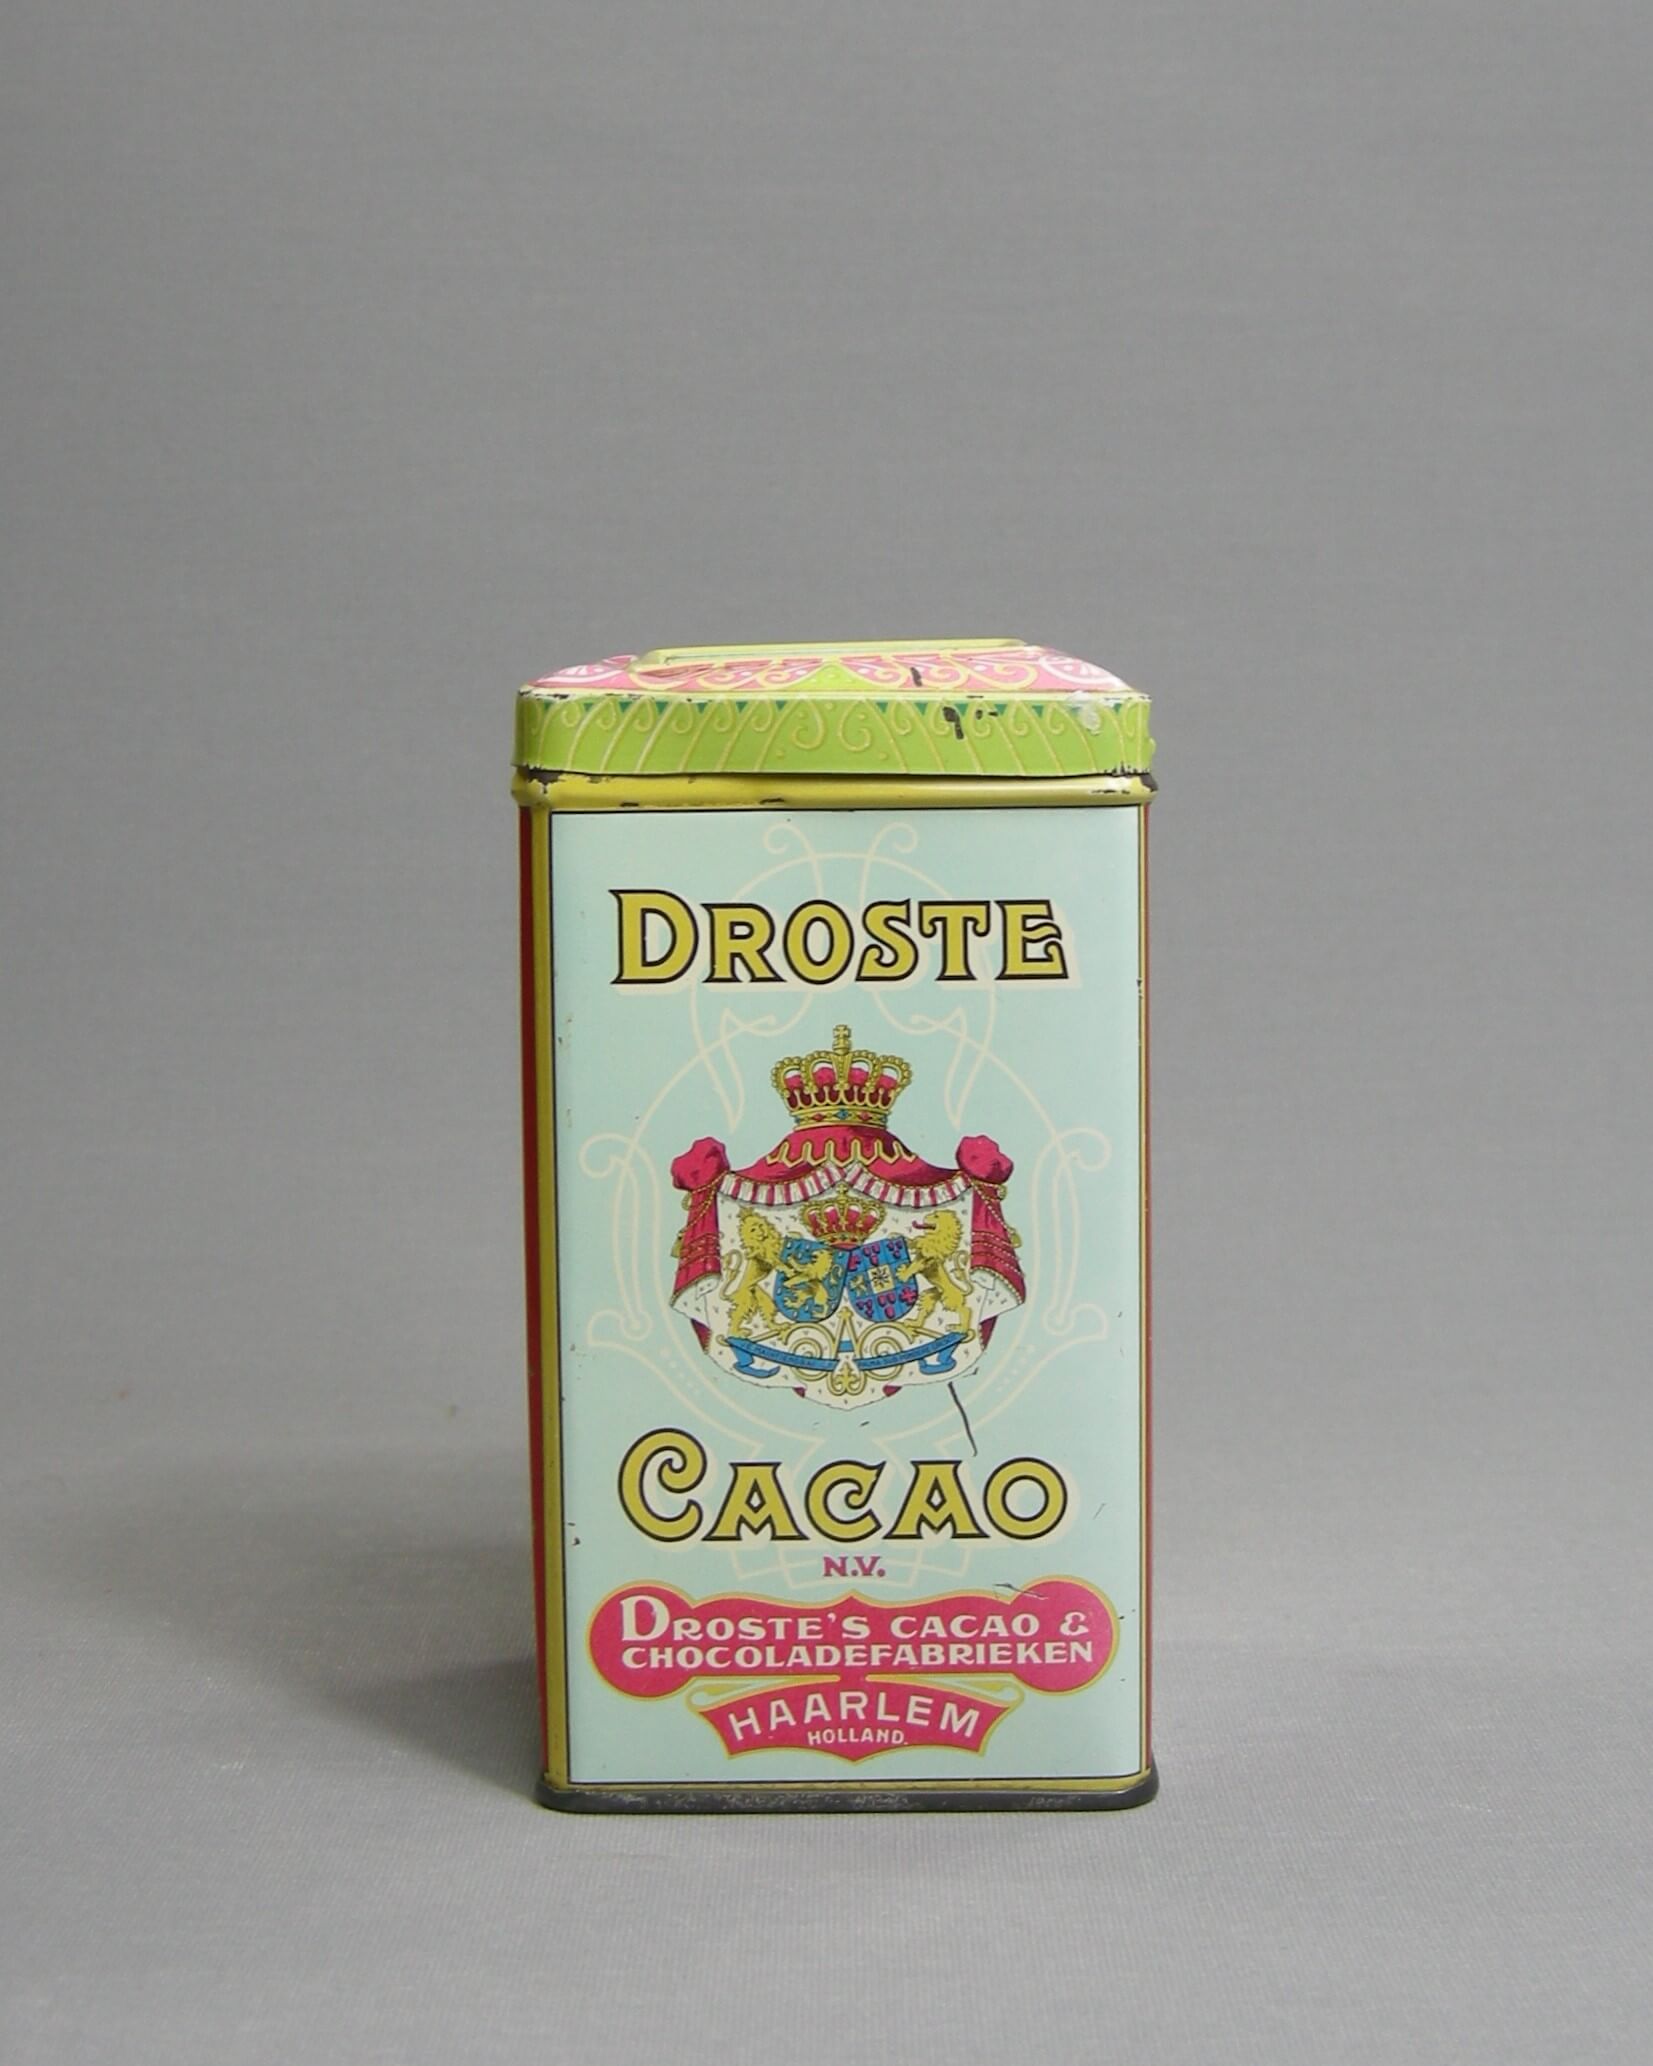 DROSTE
CACAO
N.V.
DROSTE'S CACAO &
CHOCOLADEFABRIEKEN
HAARLEM
HOLLAND.